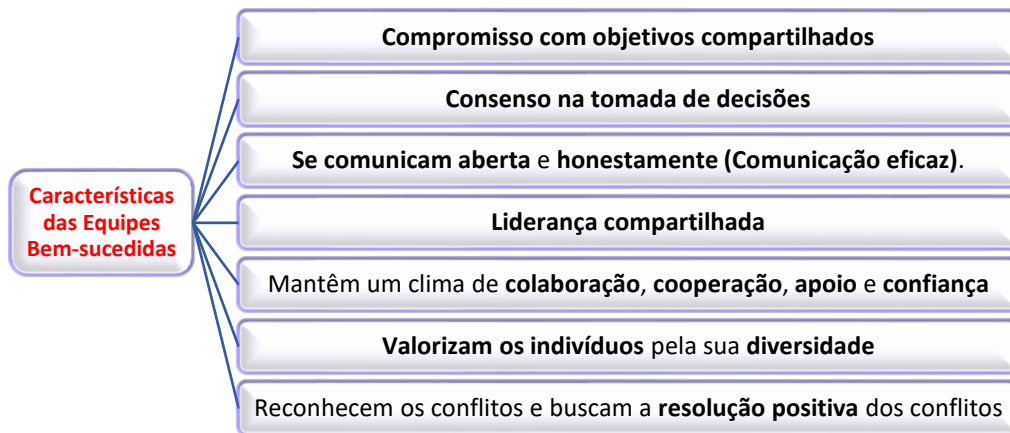 Características
das Equipes
Bem-sucedidas
Compromisso com objetivos compartilhados
Consenso na tomada de decisões
Se comunicam aberta e honestamente (Comunicação eficaz).
Liderança compartilhada
Mantêm um clima de colaboração, cooperação, apoio e confiança
Valorizam os indivíduos pela sua diversidade
Reconhecem os conflitos e buscam a resolução positiva dos conflitos